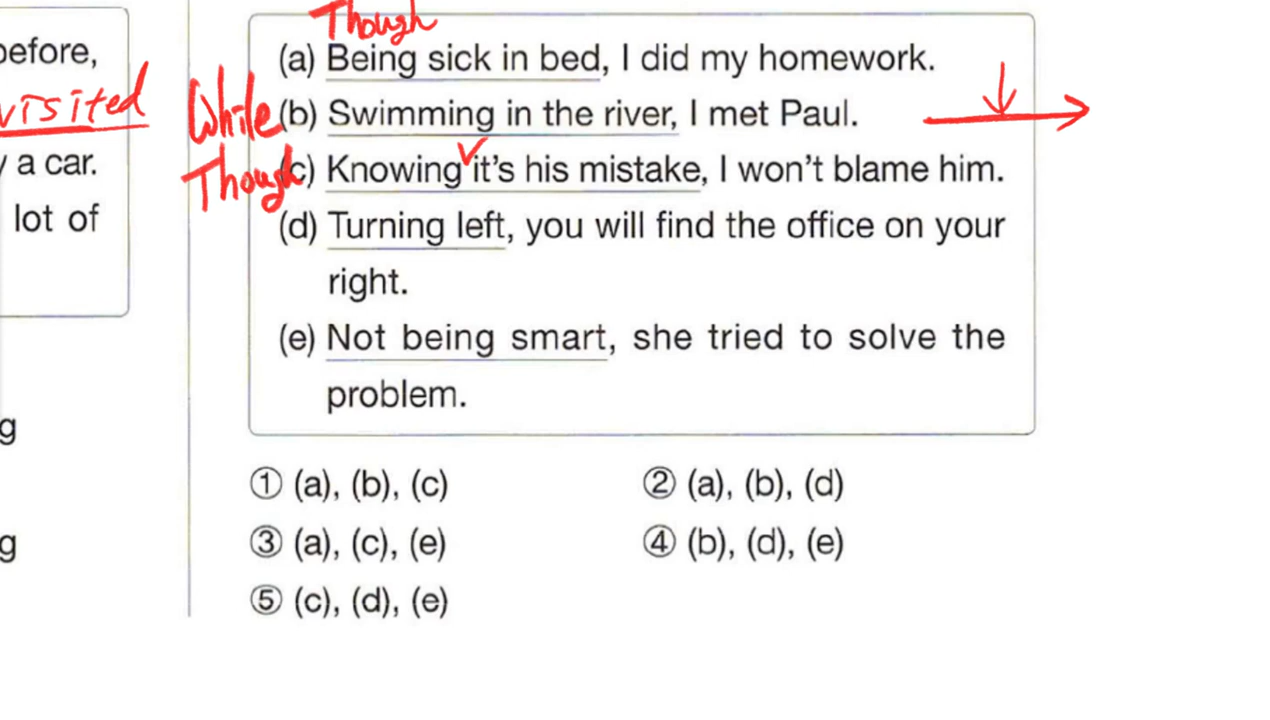 before,
visited
a car.
lot of
g
g
Though
(a) Being sick in bed, I did my homework.
While (b) Swimming in the river, I met Paul.
Though (c) Knowing it's his mistake, I won't blame him.
(d) Turning left, you will find the office on your
right.
(e) Not being smart, she tried to solve the
problem.
① (a), (b), (c) ② (a), (b), (d)
③ (a), (c), (e) ④ (b), (d), (e)
⑤ (c), (d), (e)